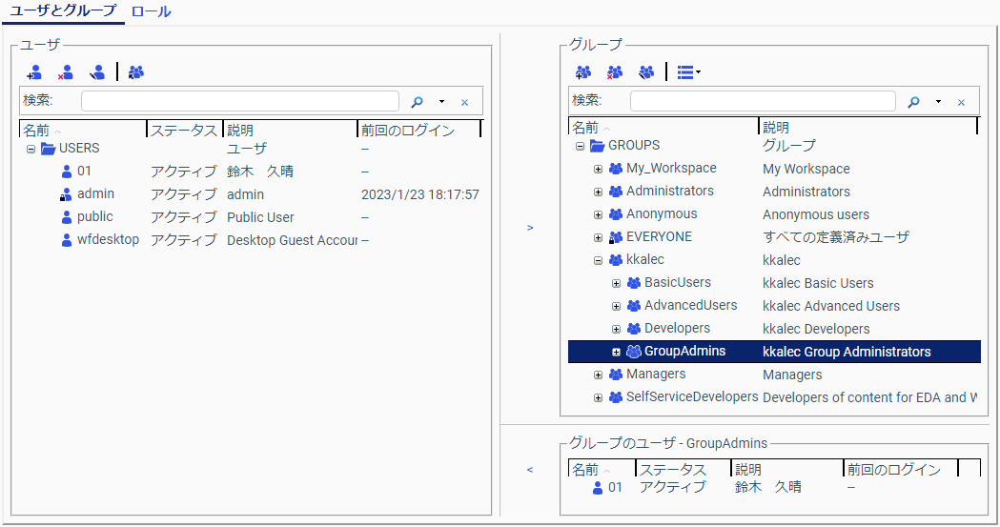 ユーザとグループ ロール
ユーザ
検索:
名前 ステータス 説明 前回のログイン
USERS ユーザ --
01 アクティブ 鈴木　久晴 --
admin アクティブ admin 2023/1/23 18:17:57
public アクティブ Public User --
wfdesktop アクティブ Desktop Guest Accour --
>
<
グループ
検索:
名前 説明
GROUPS グループ
My_Workspace My Workspace
Administrators Administrators
Anonymous Anonymous users
EVERYONE すべての定義済みユーザ
kkalec kkalec
BasicUsers kkalec Basic Users
AdvancedUsers kkalec Advanced Users
Developers kkalec Developers
GroupAdmins kkalec Group Administrators
Managers Managers
SelfServiceDevelopers Developers of content for EDA and W
グループのユーザ - GroupAdmins
名前 ステータス 説明 前回のログイン
01 アクティブ 鈴木　久晴 --